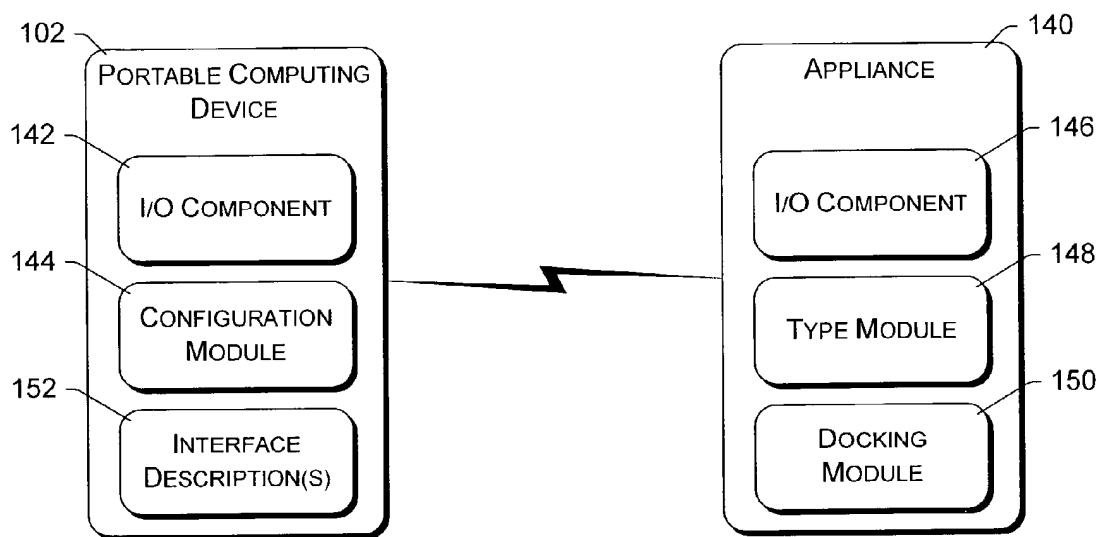 102
PORTABLE COMPUTING
DEVICE
142
I/O COMPONENT
144
CONFIGURATION
MODULE
152
INTERFACE
DESCRIPTION(S)
140
APPLIANCE
146
I/O COMPONENT
148
TYPE MODULE
150
DOCKING
MODULE